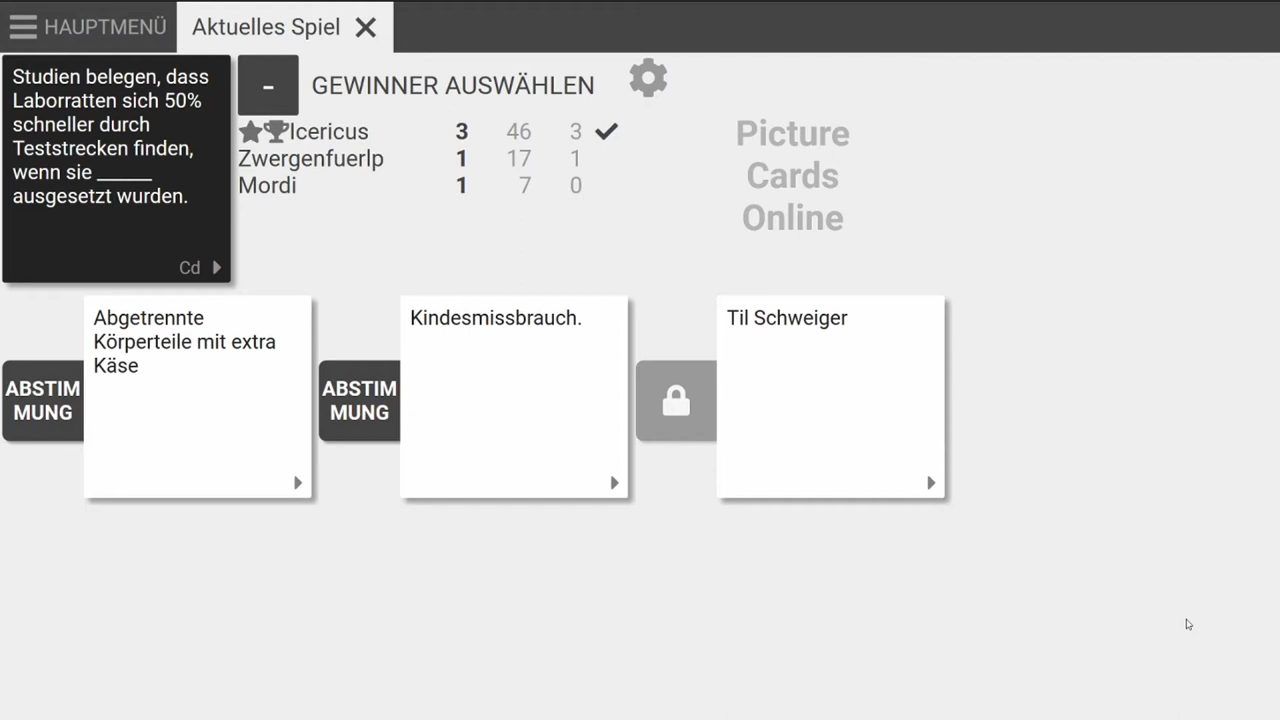 HAUPTMENÜ
Aktuelles Spiel
Studien belegen, dass
Laborratten sich 50%
schneller durch
Teststrecken finden,
wenn sie _____
ausgesetzt wurden.
Cd
-
GEWINNER AUSWÄHLEN
Icericus 3 46 3
Zwergenfuerlp 1 17 1
Mordi 1 7 0
Picture
Cards
Online
ABSTIM
MUNG
Abgetrennte
Körperteile mit extra
Käse
ABSTIM
MUNG
Kindesmissbrauch.
Til Schweiger